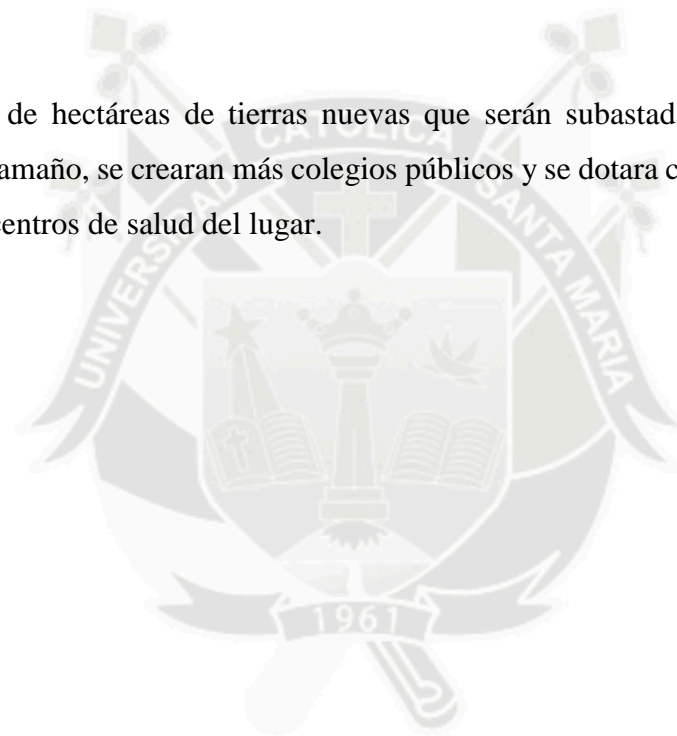 de hectáreas de tierras nuevas que serán subastad
amaño, se crearan más colegios públicos y se dotara c
centros de salud del lugar.
UNIVERSIDAD CATOLICA SANTA MARIA
1961